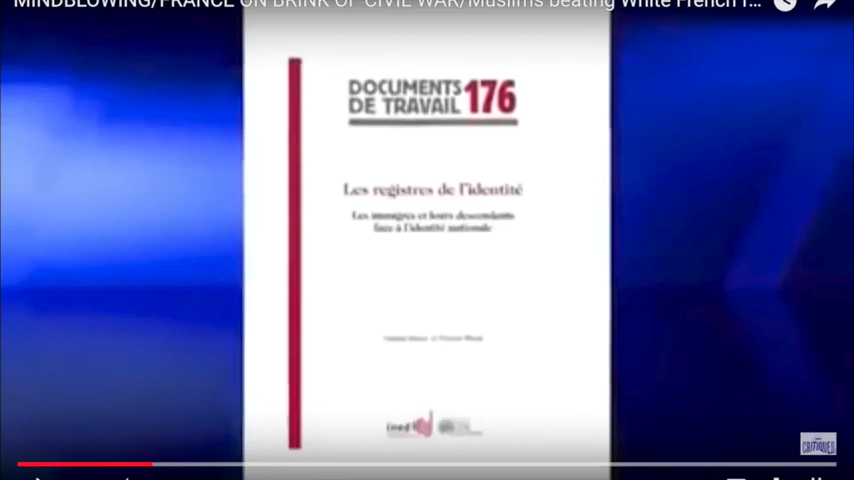 MINDBLOWING/FRANCE ON BRINK OF CIVIL WAR/Muslims beating White French f...
DOCUMENTS
DE TRAVAIL 176
Les registres de l'identité
Les immigrés et leurs descendants
face à l'identité nationale
ined
CRITIQUED